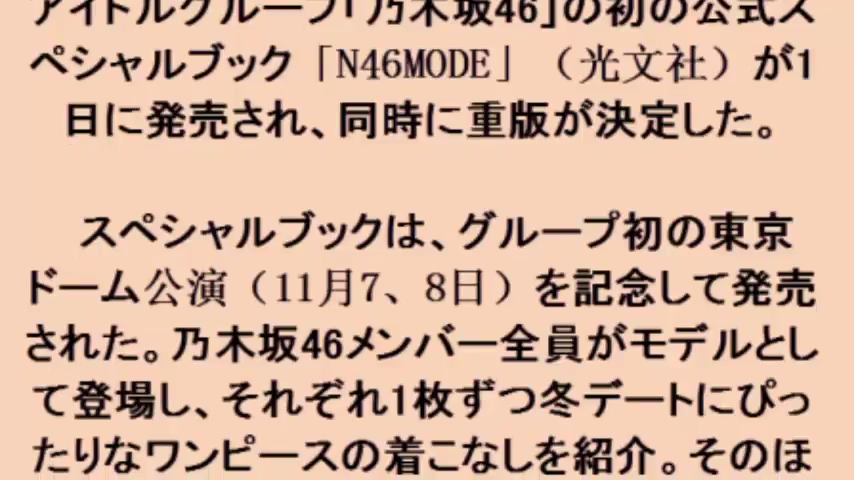 アイドルグループ「乃木坂46」の初の公式ス
ペシャルブック「N46MODE」（光文社）が1
日に発売され、同時に重版が決定した。
スペシャルブックは、グループ初の東京
ドーム公演（11月7、8日）を記念して発売
された。乃木坂46メンバー全員がモデルとし
て登場し、それぞれ1枚ずつ冬デートにぴっ
たりなワンピースの着こなしを紹介。そのほ